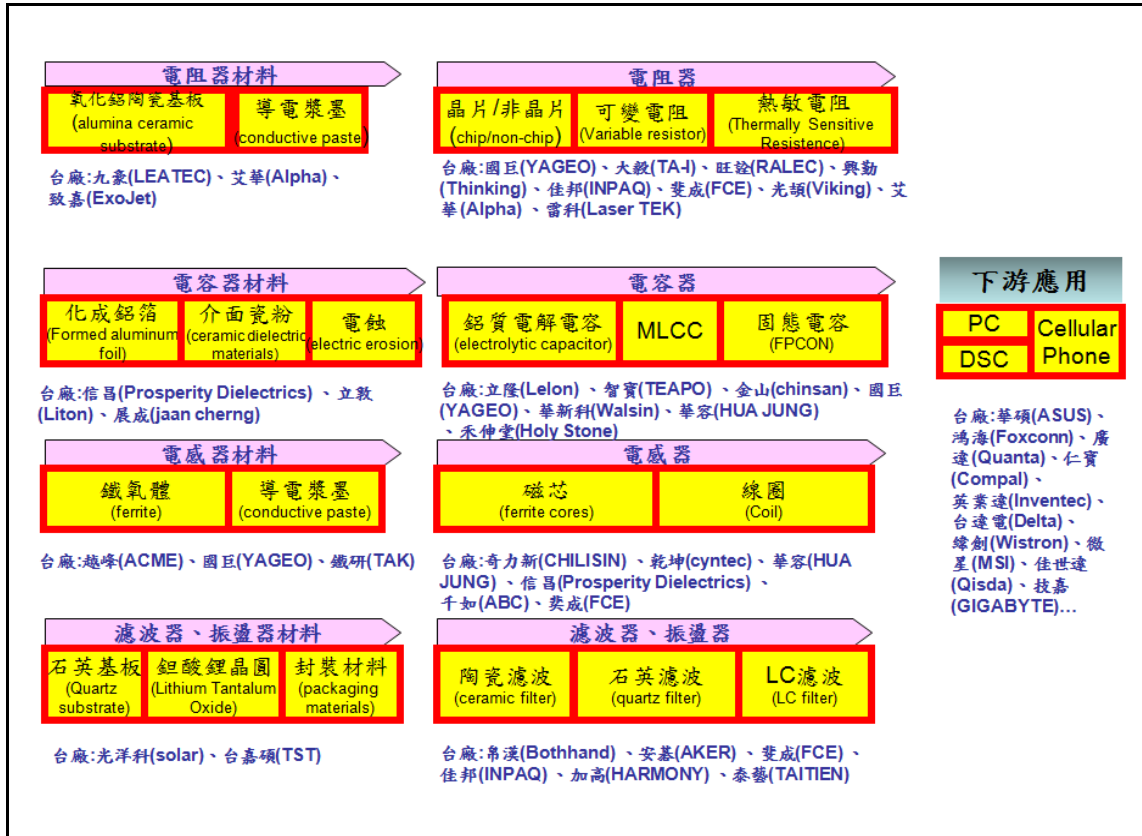 電阻器材料
氧化鋁陶瓷基板
(alumina ceramic
substrate)
導電漿墨
(conductive paste)
台廠:九豪(LEATEC)、艾華(Alpha)、
致嘉(ExoJet)
電阻器
晶片/非晶片
(chip/non-chip)
可變電阻
(Variable resistor)
熱敏電阻
(Thermally Sensitive
Resistence)
台廠:國巨(YAGEO)、大毅(TA-I)、旺詮(RALEC)、興勤
(Thinking)、佳邦(INPAQ)、斐成(FCE)、光頡(Viking)、艾
華(Alpha)、雷科(Laser TEK)
電容器材料
化成鋁箔
(Formed aluminum
foil)
介面瓷粉
(ceramic dielectric
materials)
電蝕
(electric erosion)
台廠:信昌(Prosperity Dielectrics)、立敦
(Liton)、展成(jaan cherng)
電容器
鋁質電解電容
(electrolytic capacitor)
MLCC
固態電容
(FPCON)
台廠:立隆(Lelon)、智寶(TEAPO)、金山(chinsan)、國巨
(YAGEO)、華新科(Walsin)、華容(HUA JUNG)
、禾伸堂(Holy Stone)
電感器材料
鐵氧體
(ferrite)
導電漿墨
(conductive paste)
台廠:越峰(ACME)、國巨(YAGEO)、鐵研(TAK)
電感器
磁芯
(ferrite cores)
線圈
(Coil)
台廠:奇力新(CHILISIN)、乾坤(cyntec)、華容(HUA
JUNG)、信昌(Prosperity Dielectrics)、
千如(ABC)、裴成(FCE)
濾波器、振盪器材料
石英基板
(Quartz
substrate)
鉭酸鋰晶圓
(Lithium Tantalum
Oxide)
封裝材料
(packaging
materials)
台廠:光洋科(solar)、台嘉碩(TST)
濾波器、振盪器
陶瓷濾波
(ceramic filter)
石英濾波
(quartz filter)
LC濾波
(LC filter)
台廠:帛漢(Bothhand)、安碁(AKER)、斐成(FCE)、
佳邦(INPAQ)、加高(HARMONY)、泰藝(TAITIEN)
下游應用
PC
DSC
Cellular
Phone
台廠:華碩(ASUS)、
鴻海(Foxconn)、廣
達(Quanta)、仁寶
(Compal)、
英業達(Inventec)、
台達電(Delta)、
緯創(Wistron)、微
星(MSI)、佳世達
(Qisda)、技嘉
(GIGABYTE)…